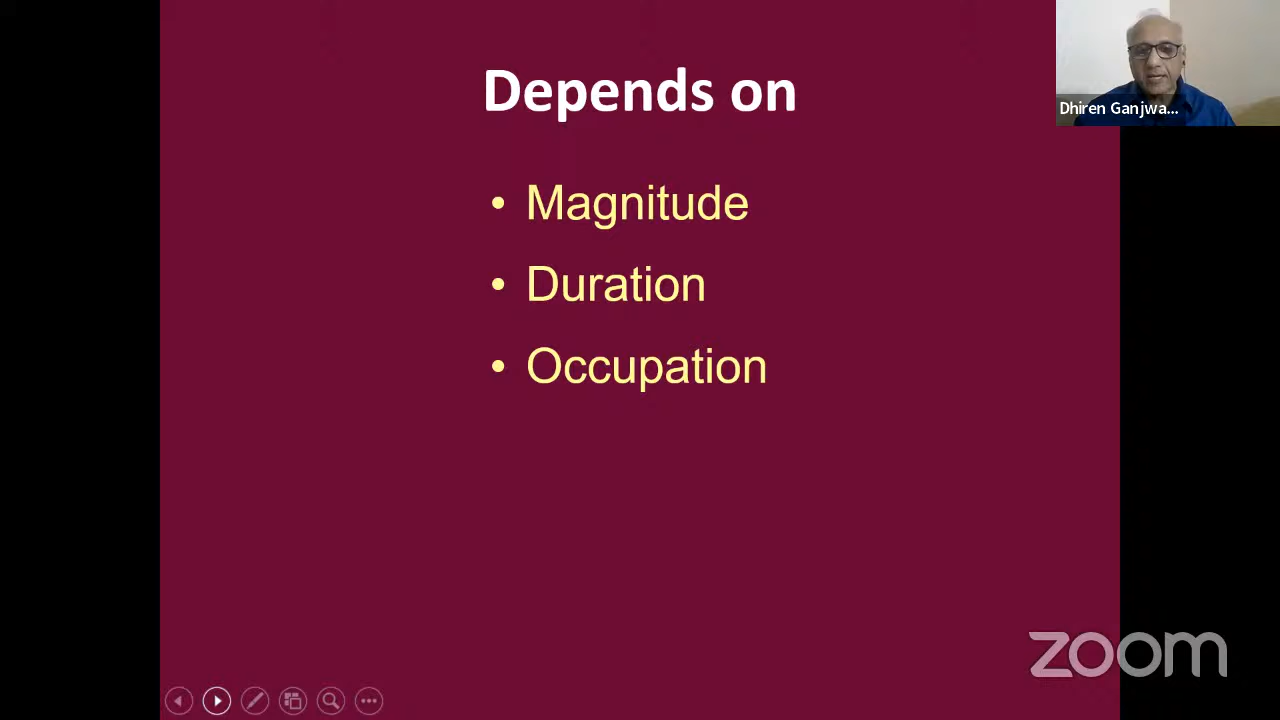 Depends on
Dhiren Ganjwa...
• Magnitude
• Duration
• Occupation
zoom